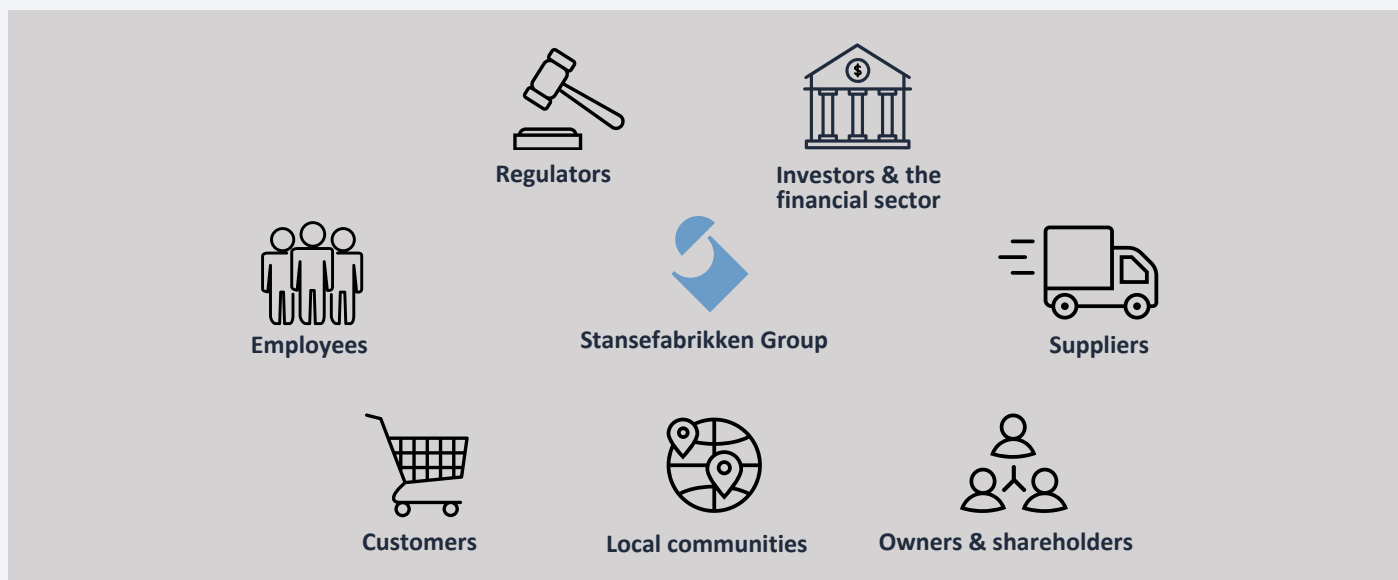 $
Regulators
Investors & the
financial sector
Employees
Stansefabrikken Group
Suppliers
Customers
Local communities
Owners & shareholders